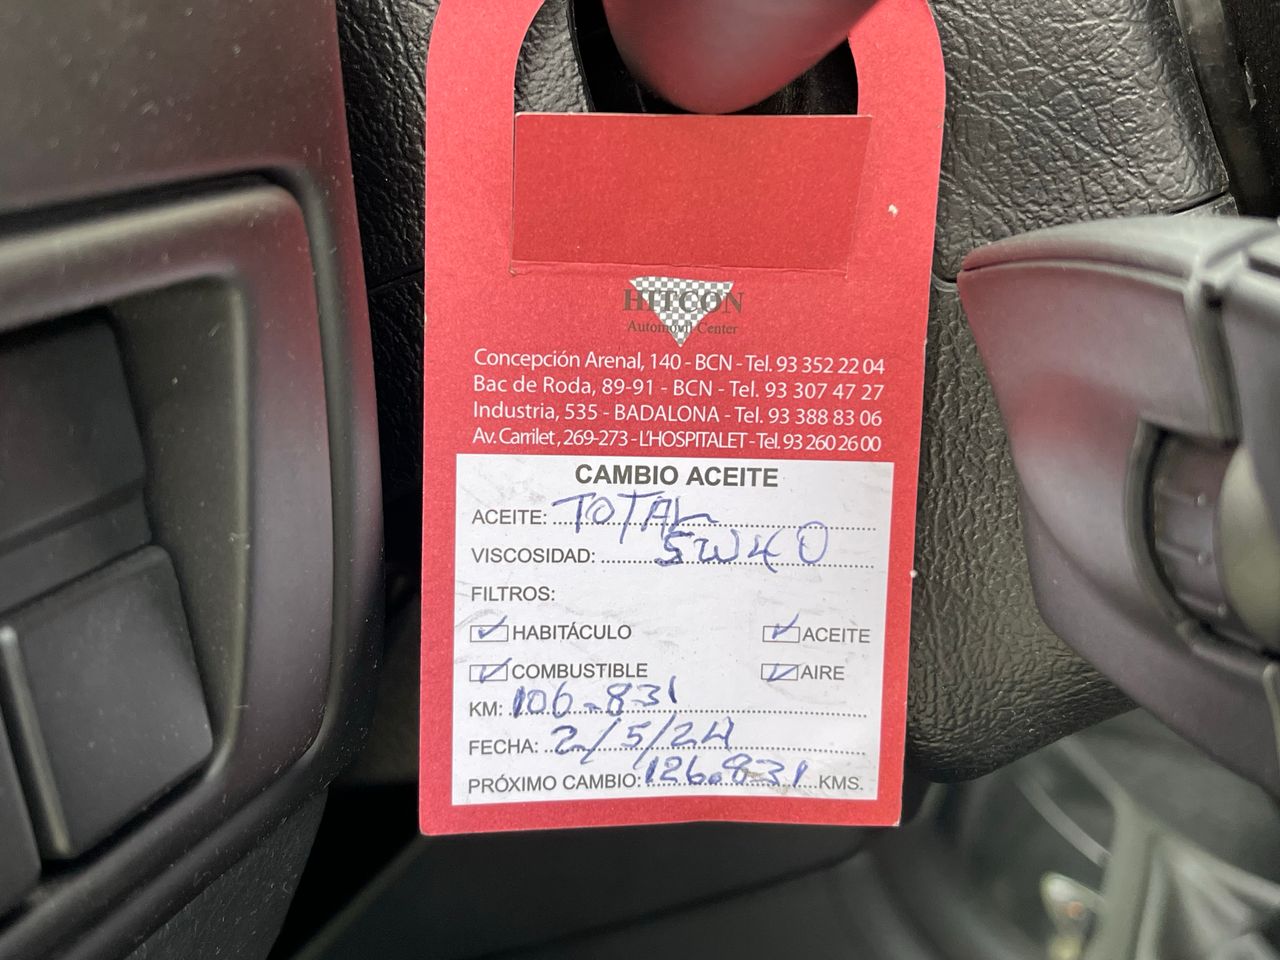 HITCON
Automóvil Center
Concepción Arenal, 140 - BCN - Tel. 93 352 22 04
Bac de Roda, 89-91 - BCN - Tel. 93 307 47 27
Industria, 535 - BADALONA - Tel. 93 388 83 06
Av. Carrilet, 269-273 - L'HOSPITALET - Tel. 93 260 26 00
CAMBIO ACEITE
ACEITE: TOTAL
VISCOSIDAD: 5W40
FILTROS:
HABITÁCULO ACEITE
COMBUSTIBLE AIRE
KM: 106.831
FECHA: 2/5/24
PRÓXIMO CAMBIO: 126.831 KMS.